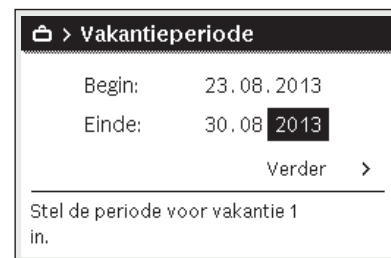 > Vakantieperiode
Begin: 23.08.2013
Einde: 30.08 2013
Verder >
Stel de periode voor vakantie 1
in.